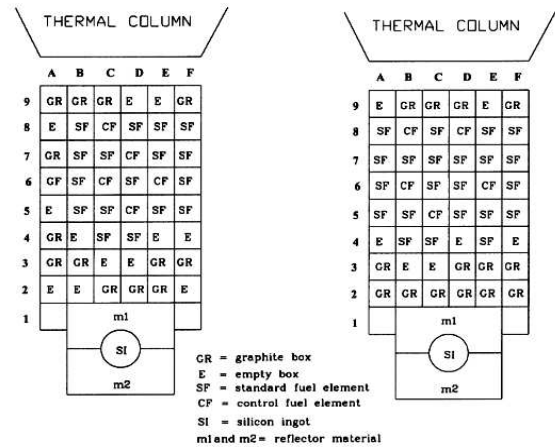 THERMAL COLUMN
A B C D E F
9 GR GR GR E E GR
8 E SF CF SF SF SF
7 GR SF SF CF SF SF
6 GF SF CF SF CF SF
5 E SF SF CF SF SF
4 GR E SF SF E E
3 GR GR E E GR GR
2 E E GR GR GR E
1 m1
SI
m2
THERMAL COLUMN
A B C D E F
9 E GR GR GR E GR
8 SF CF SF CF SF SF
7 SF SF SF SF SF SF
6 SF CF SF SF CF SF
5 SF SF CF SF SF SF
4 E SF SF E SF E
3 GR E E GR GR GR
2 GR GR GR GR GR GR
1 m1
SI
m2
GR = graphite box
E = empty box
SF = standard fuel element
CF = control fuel element
SI = silicon ingot
m1 and m2 = reflector material